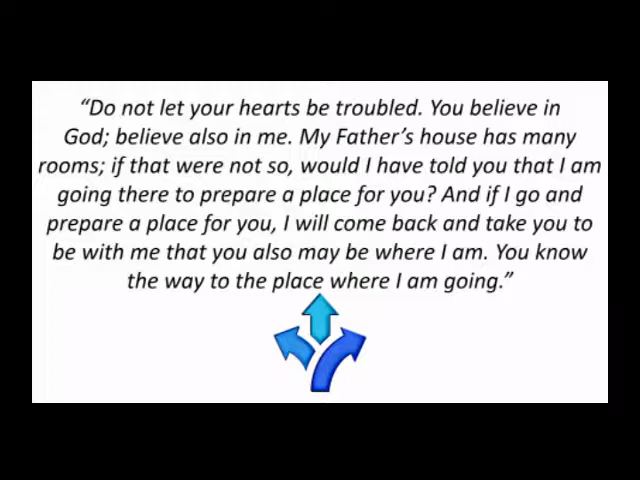 “Do not let your hearts be troubled. You believe in
God; believe also in me. My Father’s house has many
rooms; if that were not so, would I have told you that I am
going there to prepare a place for you? And if I go and
prepare a place for you, I will come back and take you to
be with me that you also may be where I am. You know
the way to the place where I am going.”